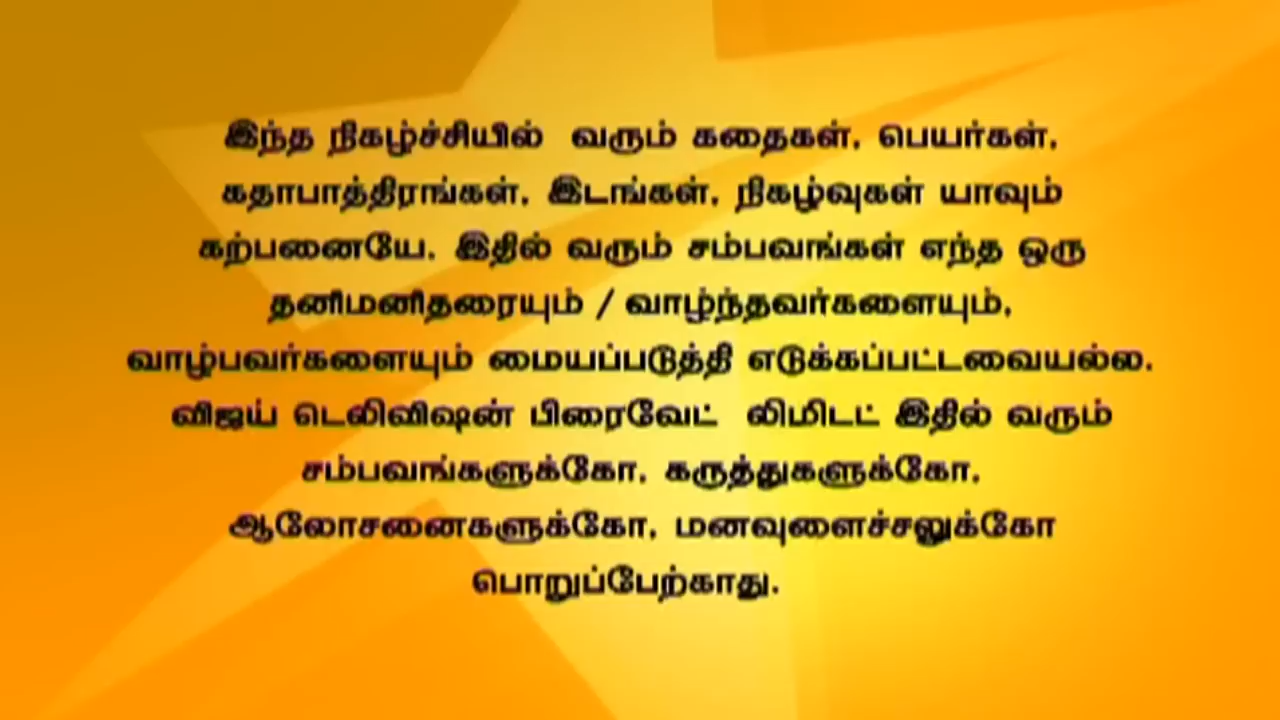 இந்த நிகழ்ச்சியில் வரும் கதைகள், பெயர்கள்,
கதாபாத்திரங்கள், இடங்கள், நிகழ்வுகள் யாவும்
கற்பனையே. இதில் வரும் சம்பவங்கள் எந்த ஒரு
தனிமனிதரையும் / வாழ்ந்தவர்களையும்,
வாழ்பவர்களையும் மையப்படுத்தி எடுக்கப்பட்டவையல்ல.
விஜய் டெலிவிஷன் பிரைவேட் லிமிடட் இதில் வரும்
சம்பவங்களுக்கோ, கருத்துகளுக்கோ,
ஆலோசனைகளுக்கோ, மனவுளைச்சலுக்கோ
பொறுப்பேற்காது.